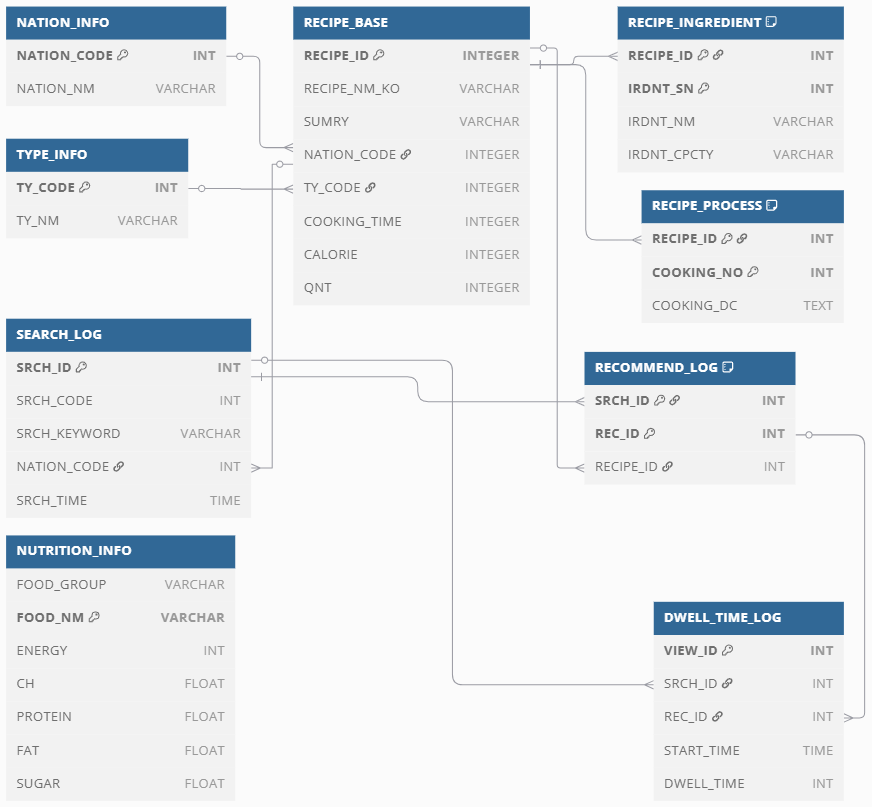 NATION_INFO
NATION_CODE INT
NATION_NM VARCHAR
TYPE_INFO
TY_CODE INT
TY_NM VARCHAR
RECIPE_BASE
RECIPE_ID INTEGER
RECIPE_NM_KO VARCHAR
SUMRY VARCHAR
NATION_CODE INTEGER
TY_CODE INTEGER
COOKING_TIME INTEGER
CALORIE INTEGER
QNT INTEGER
RECIPE_INGREDIENT
RECIPE_ID INT
IRDNT_SN INT
IRDNT_NM VARCHAR
IRDNT_CPCTY VARCHAR
RECIPE_PROCESS
RECIPE_ID INT
COOKING_NO INT
COOKING_DC TEXT
SEARCH_LOG
SRCH_ID INT
SRCH_CODE INT
SRCH_KEYWORD VARCHAR
NATION_CODE INT
SRCH_TIME TIME
RECOMMEND_LOG
SRCH_ID INT
REC_ID INT
RECIPE_ID INT
NUTRITION_INFO
FOOD_GROUP VARCHAR
FOOD_NM VARCHAR
ENERGY INT
CH FLOAT
PROTEIN FLOAT
FAT FLOAT
SUGAR FLOAT
DWELL_TIME_LOG
VIEW_ID INT
SRCH_ID INT
REC_ID INT
START_TIME TIME
DWELL_TIME INT